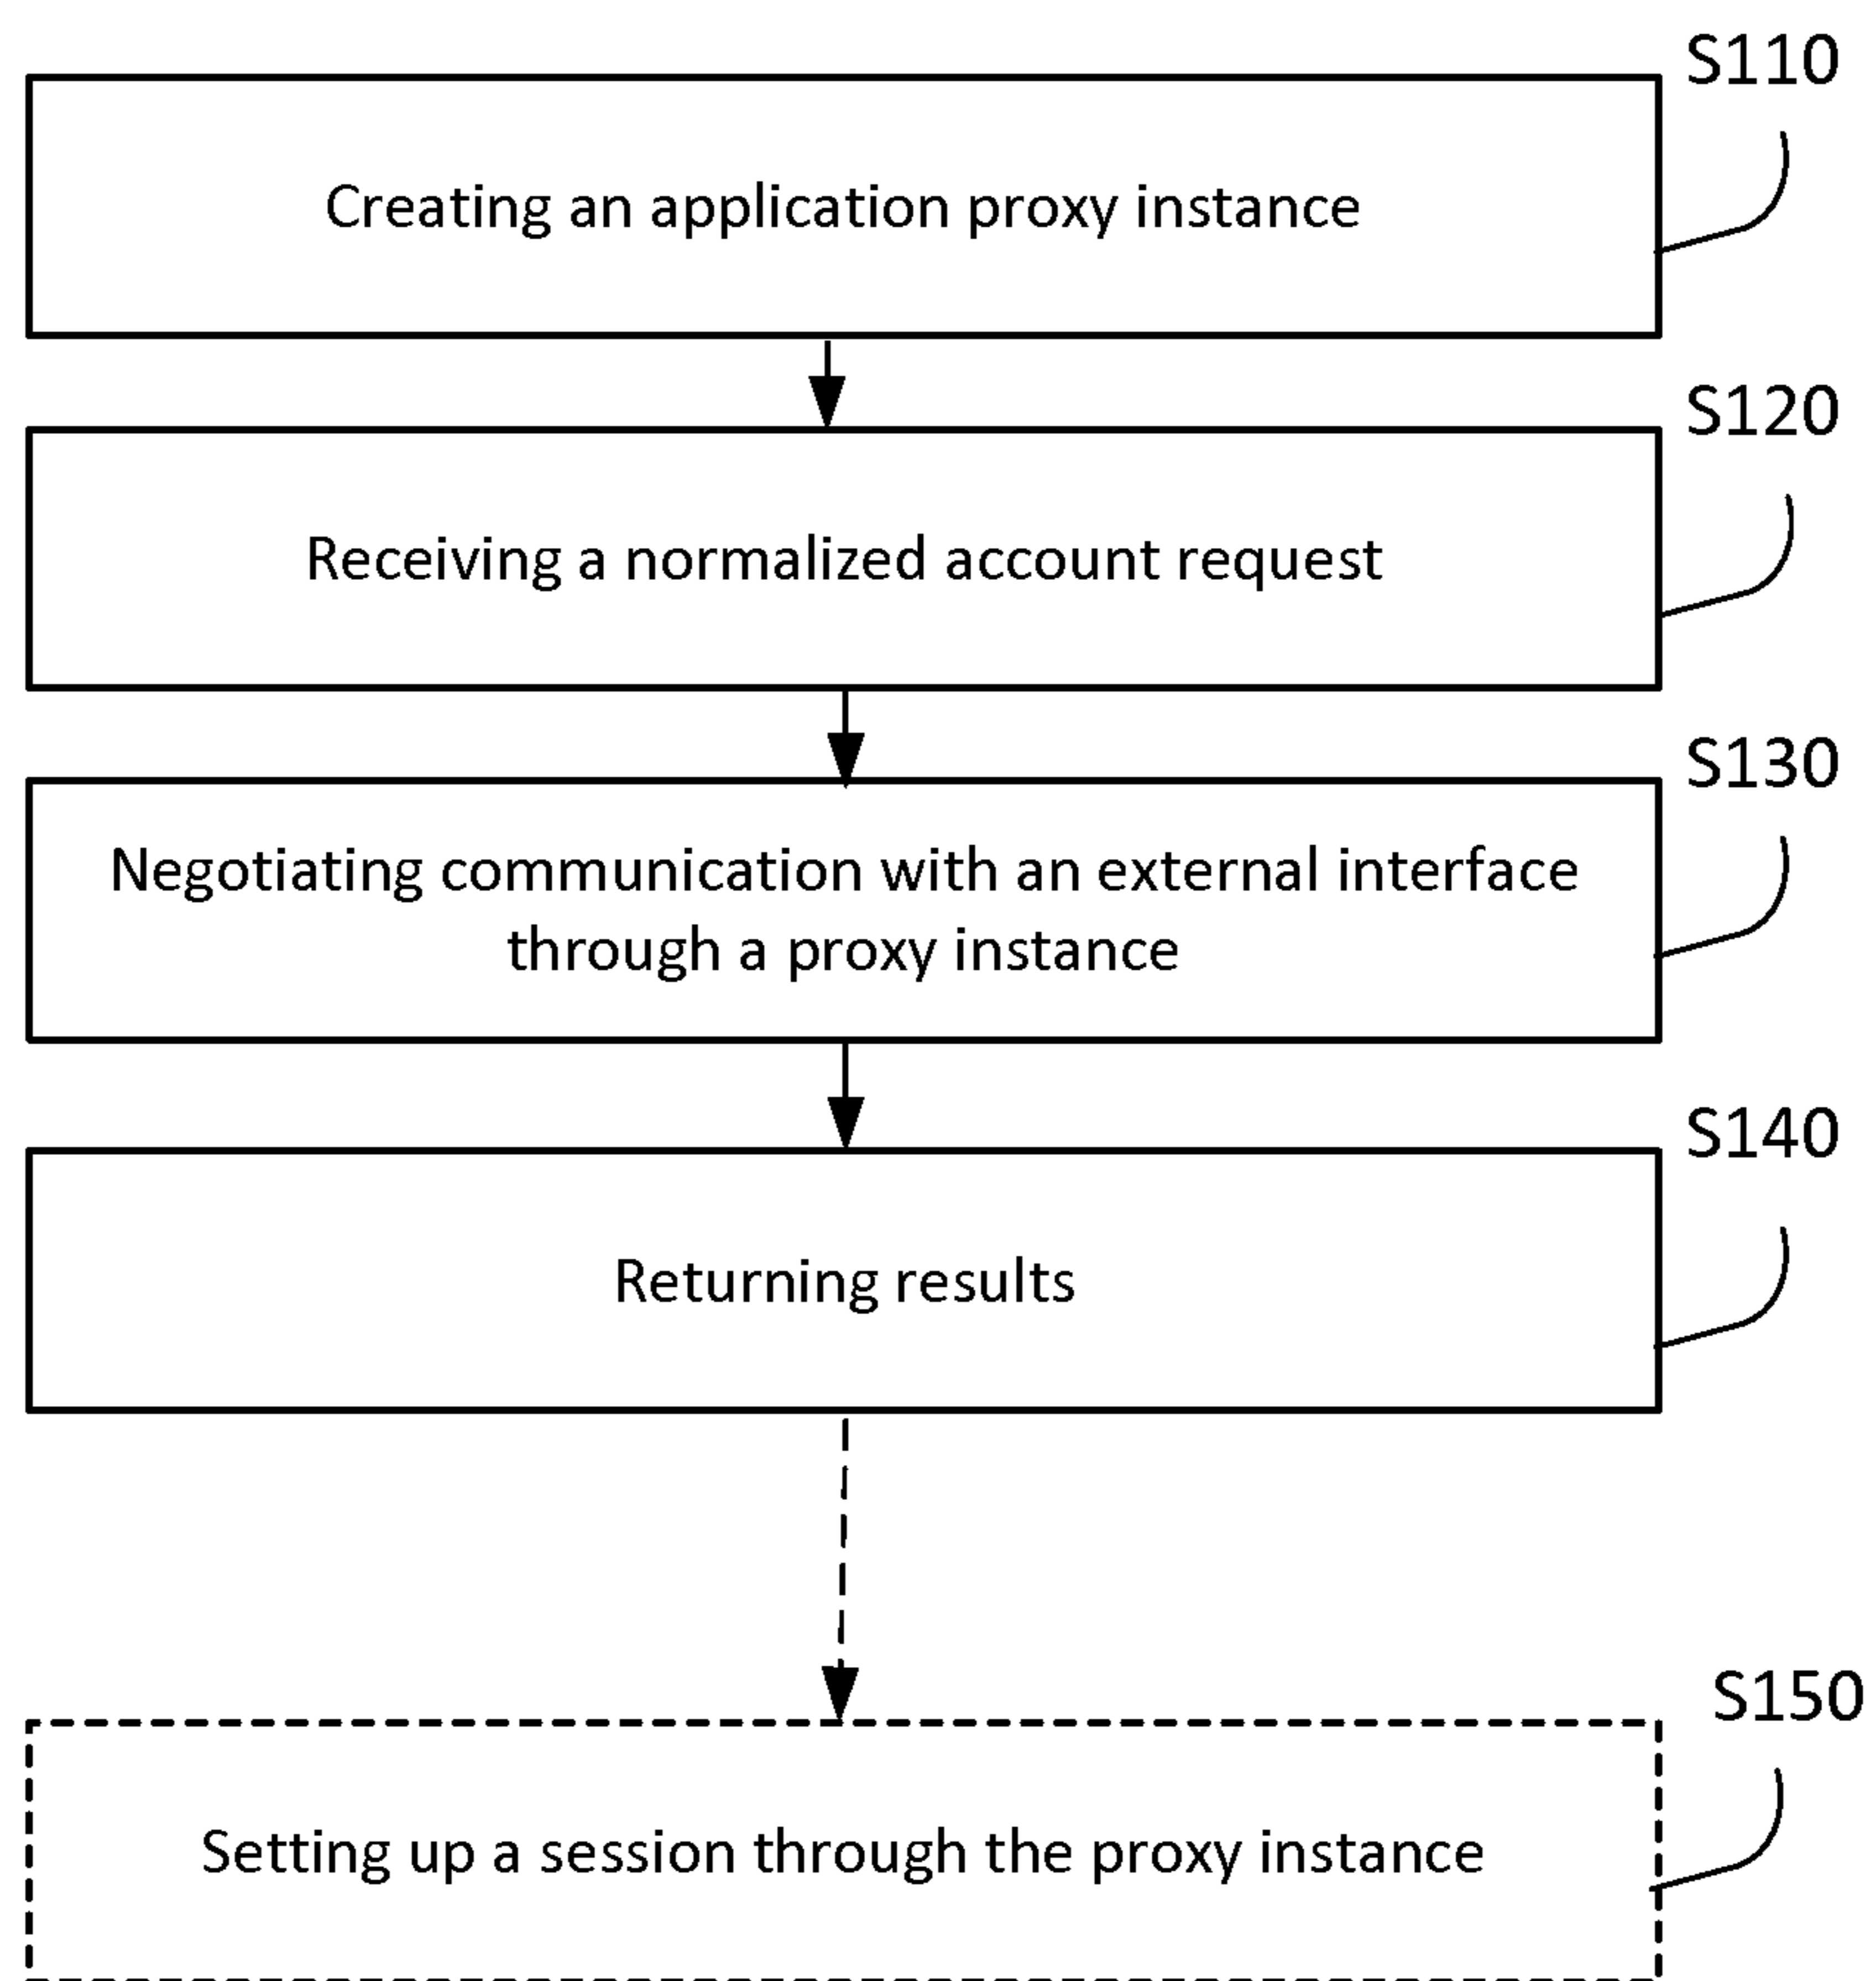 S110
Creating an application proxy instance
S120
Receiving a normalized account request
S130
Negotiating communication with an external interface
through a proxy instance
S140
Returning results
S150
Setting up a session through the proxy instance